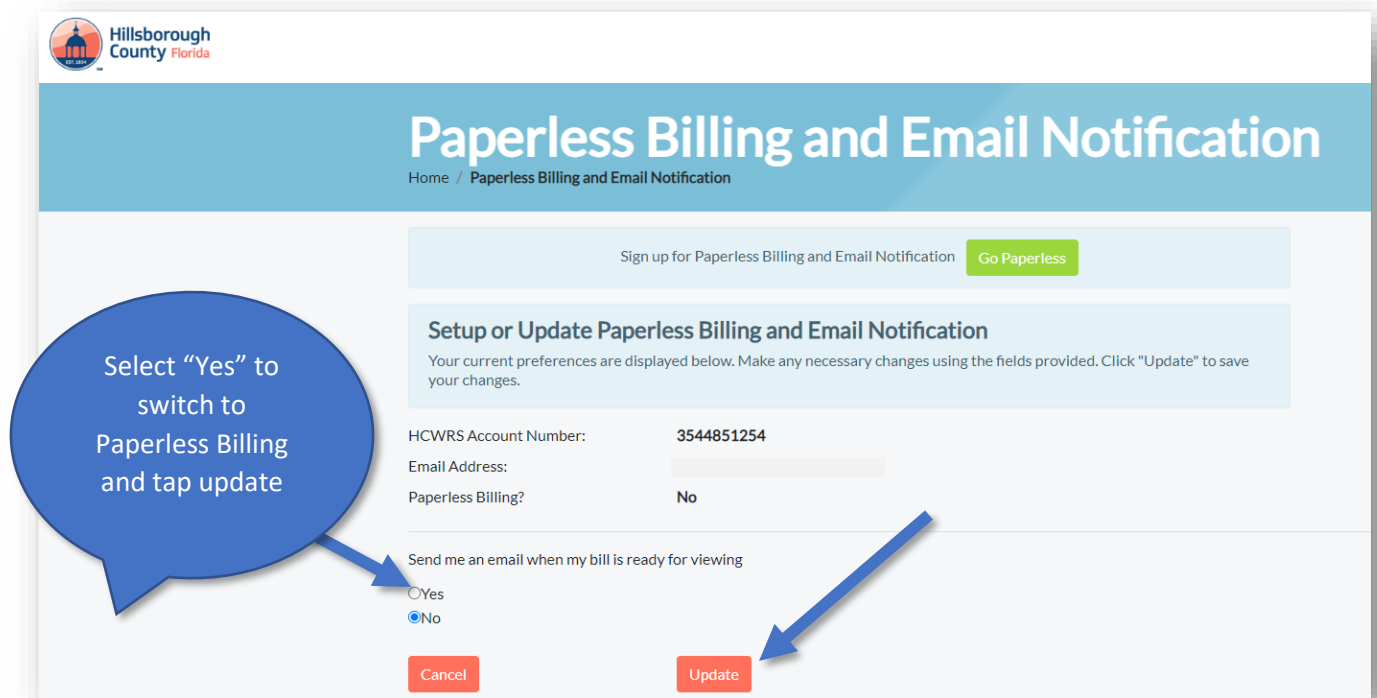 Hillsborough
County Florida
EST. 1834
SM
Paperless Billing and Email Notification
Home / Paperless Billing and Email Notification
Sign up for Paperless Billing and Email Notification Go Paperless
Setup or Update Paperless Billing and Email Notification
Your current preferences are displayed below. Make any necessary changes using the fields provided. Click "Update" to save
your changes.
Select “Yes” to
switch to
Paperless Billing
and tap update
HCWRS Account Number: 3544851254
Email Address:
Paperless Billing? No
Send me an email when my bill is ready for viewing
Yes
No
Cancel Update